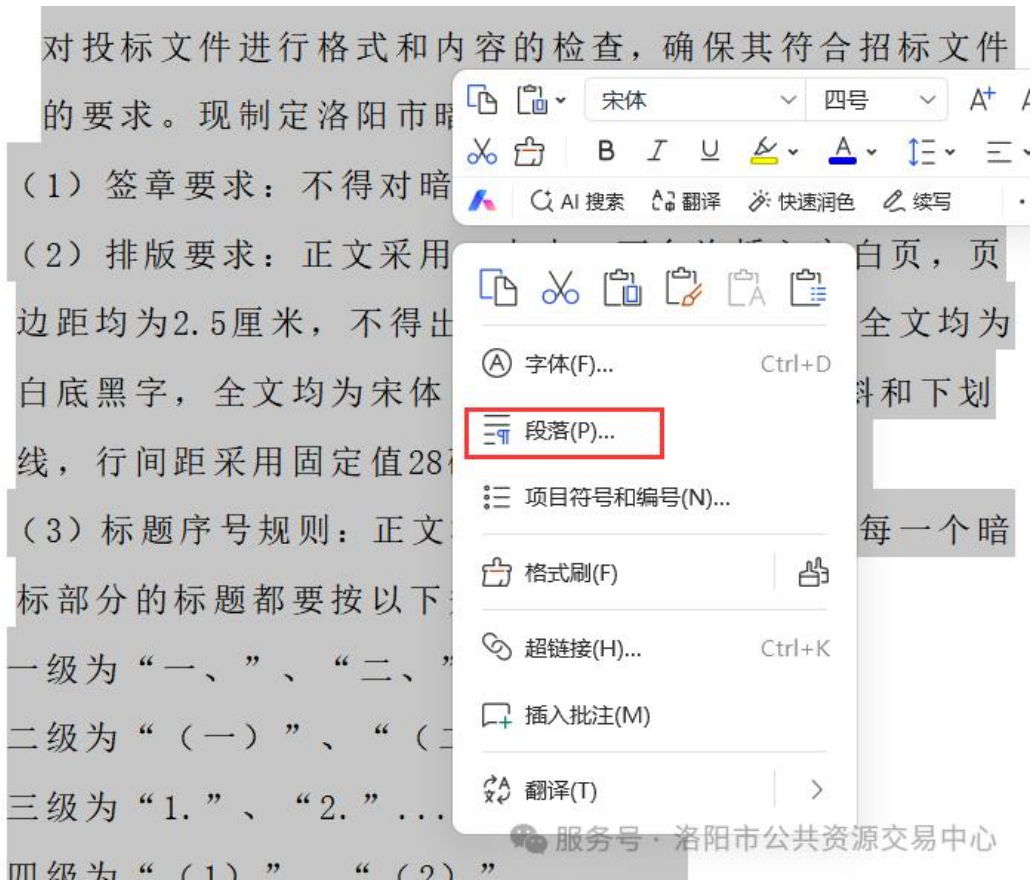 对投标文件进行格式和内容的检查，确保其符合招标文件
的要求。现制定洛阳市暗
宋体
四号
A+
B I U
A
（1）签章要求：不得对暗
AI 搜索 翻译 快速润色 续写
（2）排版要求：正文采用
白页，页
边距均为2.5厘米，不得出
全文均为
字体(F)... Ctrl+D
白底黑字，全文均为宋体
和下划
段落(P)...
线，行间距采用固定值28
项目符号和编号(N)...
（3）标题序号规则：正文
每一个暗
格式刷(F)
标部分的标题都要按以下
超链接(H)... Ctrl+K
一级为“一、”、“二、”
插入批注(M)
二级为“（一）”、“（二
翻译(T)
三级为“1.”、“2.”...
服务号·洛阳市公共资源交易中心
四级为“（1）”、“（2）”